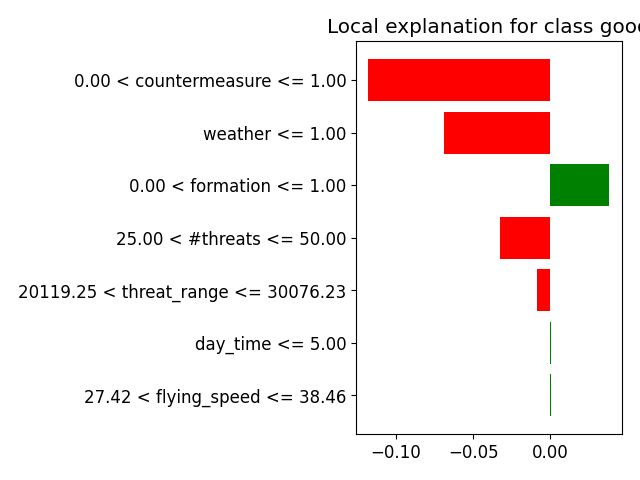 Local explanation for class good
0.00 < countermeasure <= 1.00
weather <= 1.00
0.00 < formation <= 1.00
25.00 < #threats <= 50.00
20119.25 < threat_range <= 30076.23
day_time <= 5.00
27.42 < flying_speed <= 38.46
−0.10 −0.05 0.00